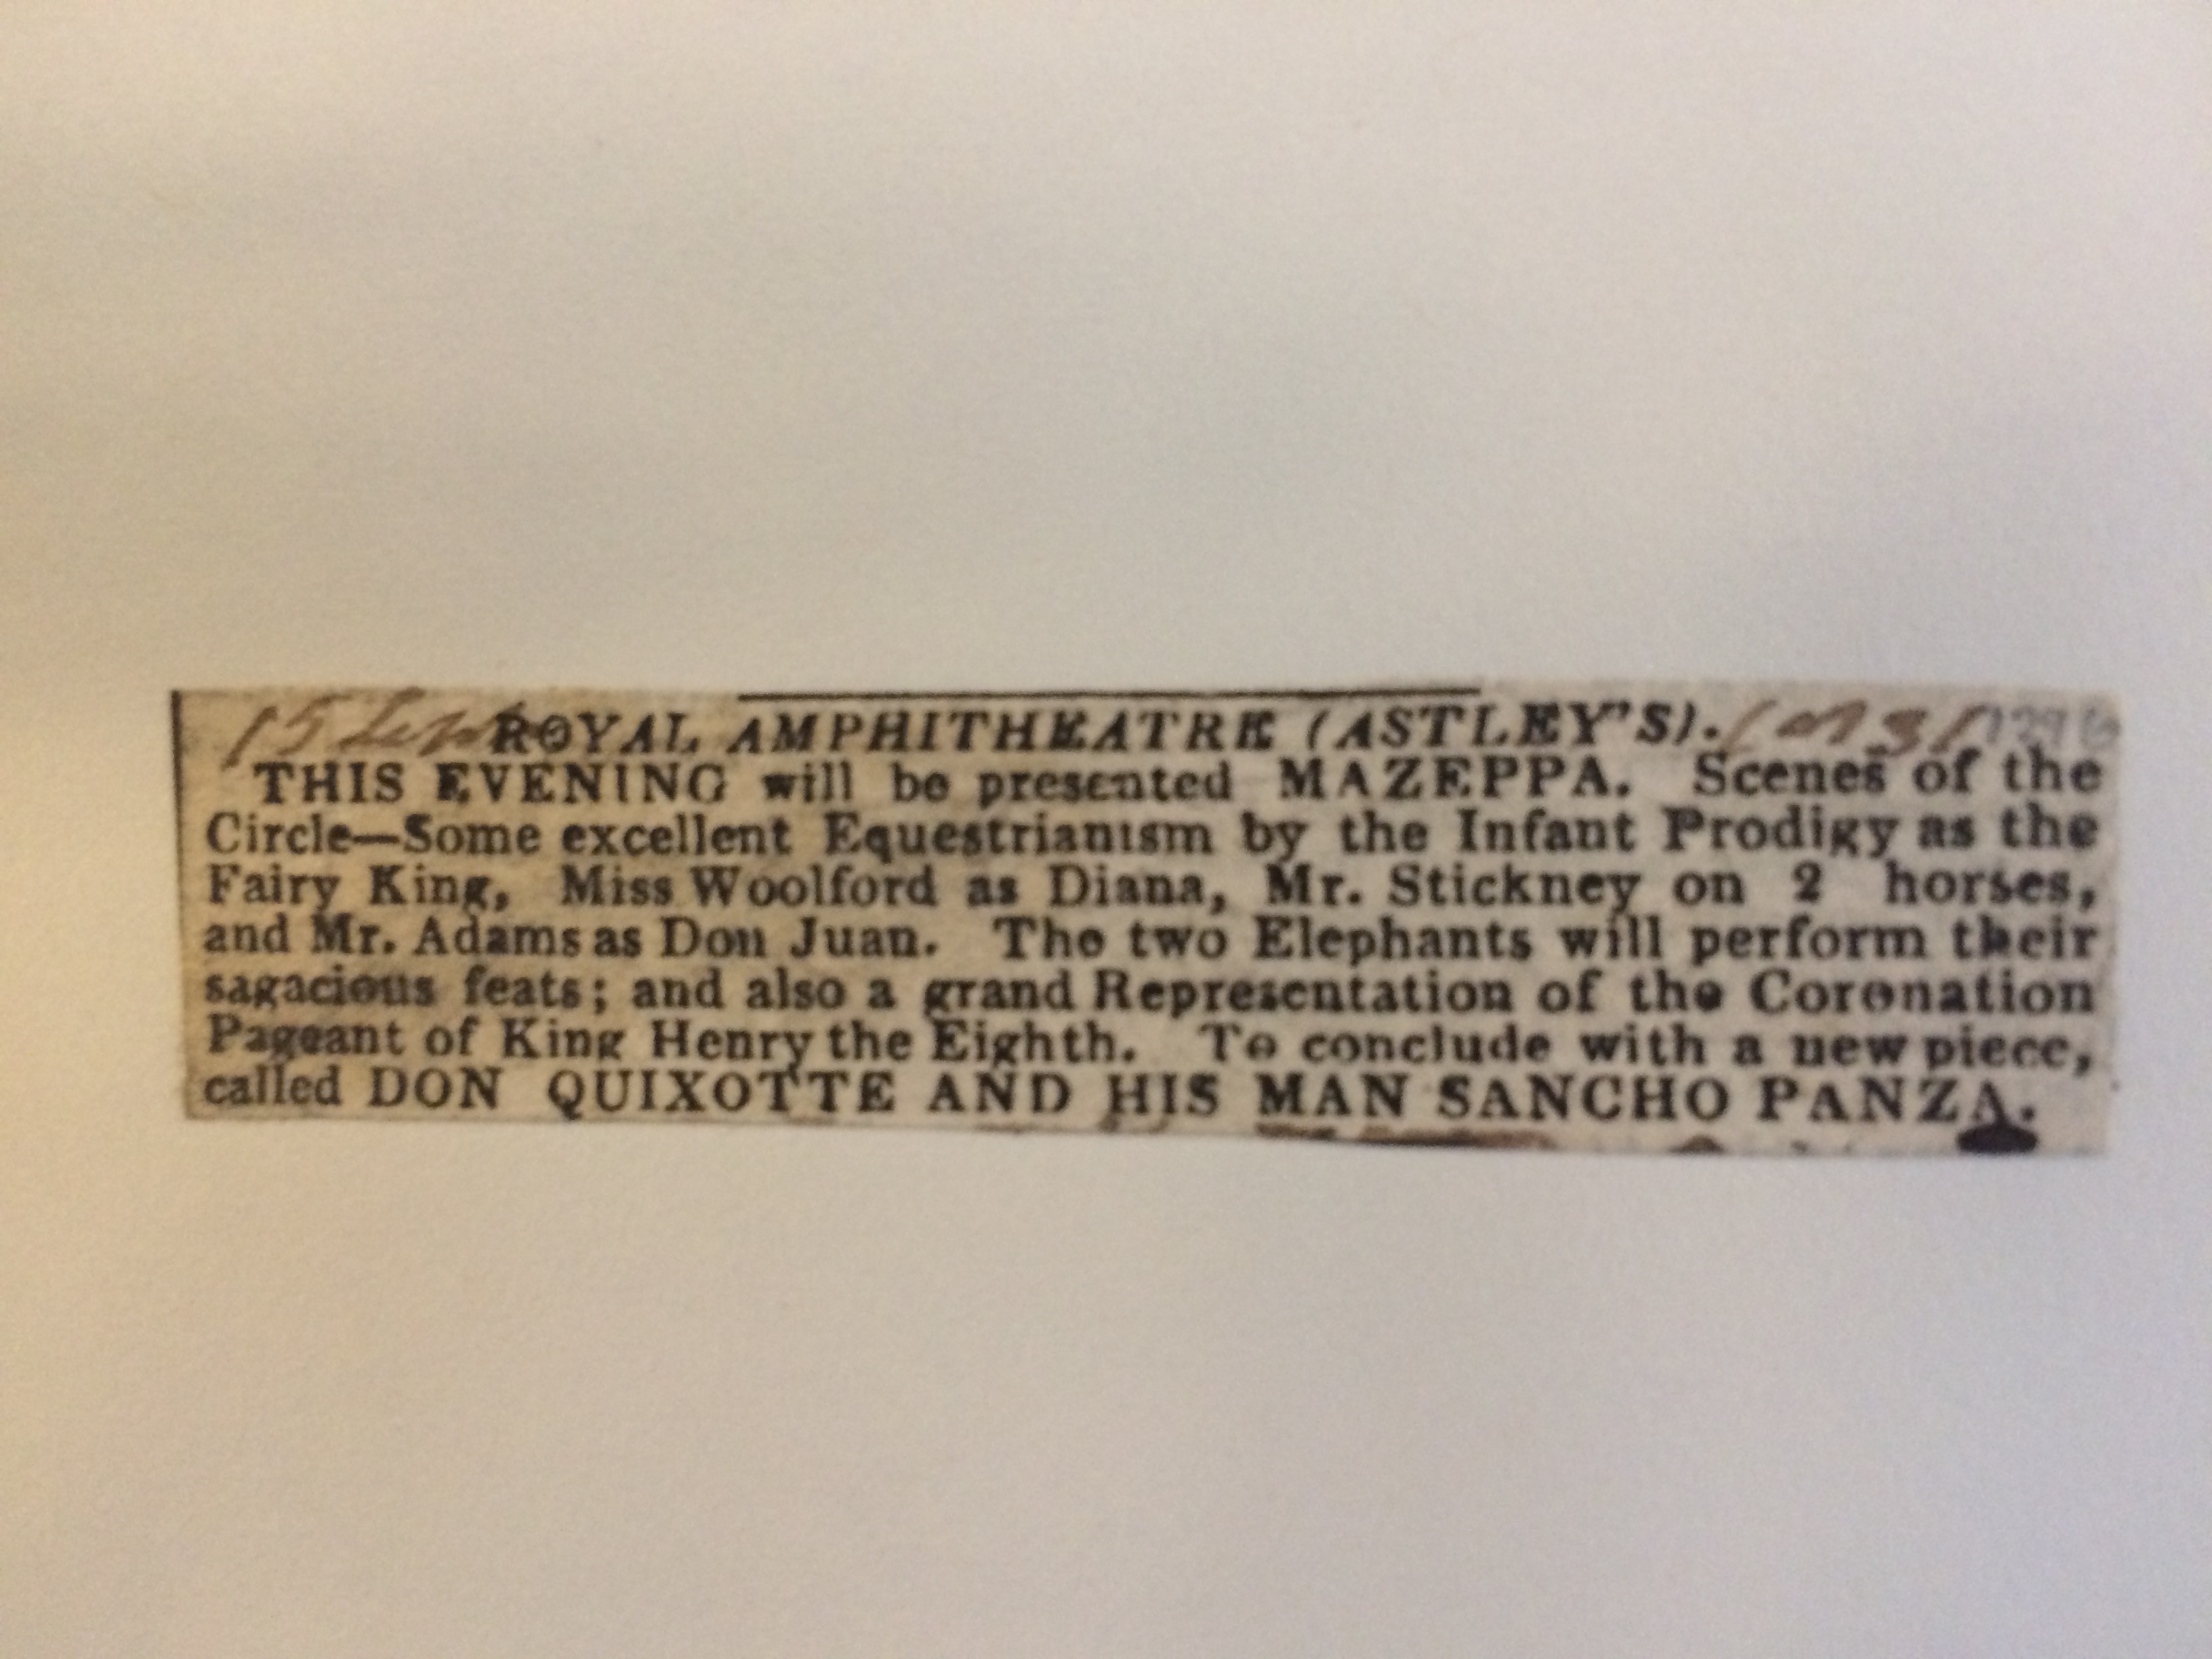 15 Sept ROYAL AMPHITHEATRE (ASTLEY'S). 1831
THIS EVENING will be presented MAZEPPA. Scenes of the
Circle—Some excellent Equestrianism by the Infant Prodigy as the
Fairy King, Miss Woolford as Diana, Mr. Stickney on 2 horses,
and Mr. Adams as Don Juan. The two Elephants will perform their
sagacious feats; and also a grand Representation of the Coronation
Pageant of King Henry the Eighth. To conclude with a new piece,
called DON QUIXOTTE AND HIS MAN SANCHO PANZA.